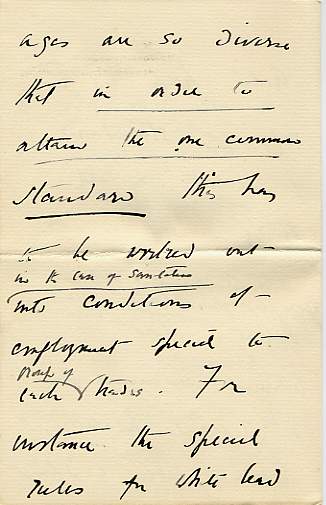 ages are so diverse
that in order to
attain the one common
standard this has
to be worked out
in the case of Sanitation
into conditions of
employment special to
Group of
each trades. For
instance the special
rules for white lead